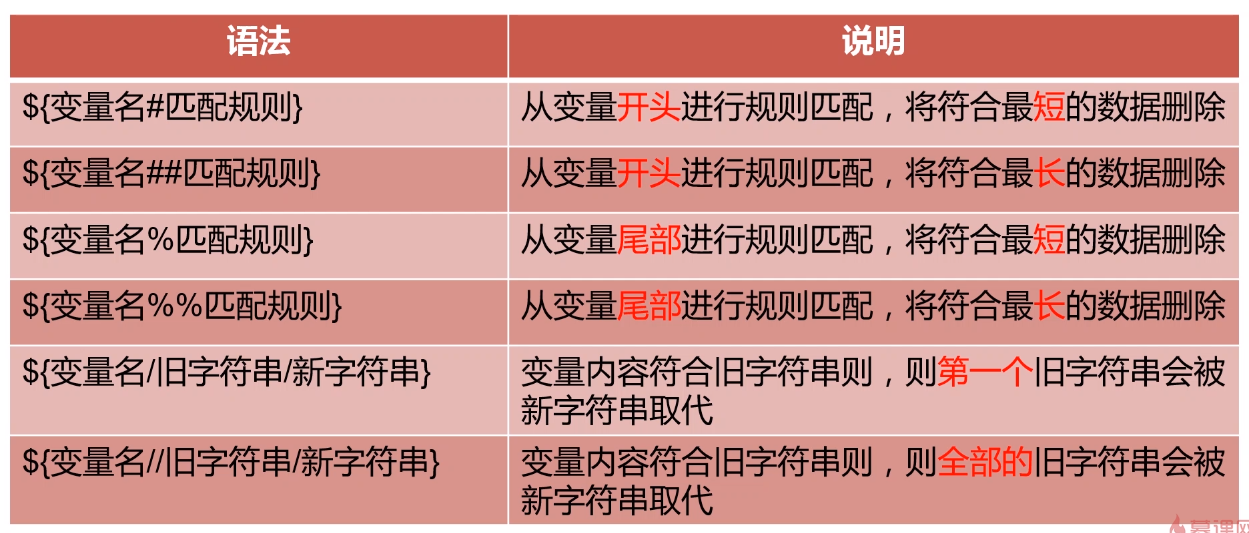 语法
说明
${变量名#匹配规则}
从变量开头进行规则匹配，将符合最短的数据删除
${变量名##匹配规则}
从变量开头进行规则匹配，将符合最长的数据删除
${变量名%匹配规则}
从变量尾部进行规则匹配，将符合最短的数据删除
${变量名%%匹配规则}
从变量尾部进行规则匹配，将符合最长的数据删除
${变量名/旧字符串/新字符串}
变量内容符合旧字符串则，则第一个旧字符串会被
新字符串取代
${变量名//旧字符串/新字符串}
变量内容符合旧字符串则，则全部的旧字符串会被
新字符串取代
慕课网